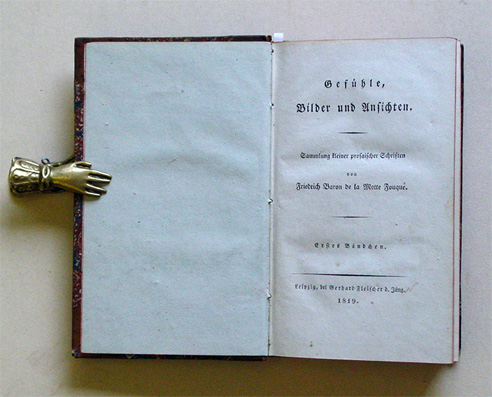 Gefühle,
Bilder und Ansichten.
Sammlung kleiner prosaischer Schriften
von
Friedrich Baron de la Motte Fouqué.
Erstes Bändchen.
Leipzig, bei Gerhard Fleischer d. Jüng.
1819.